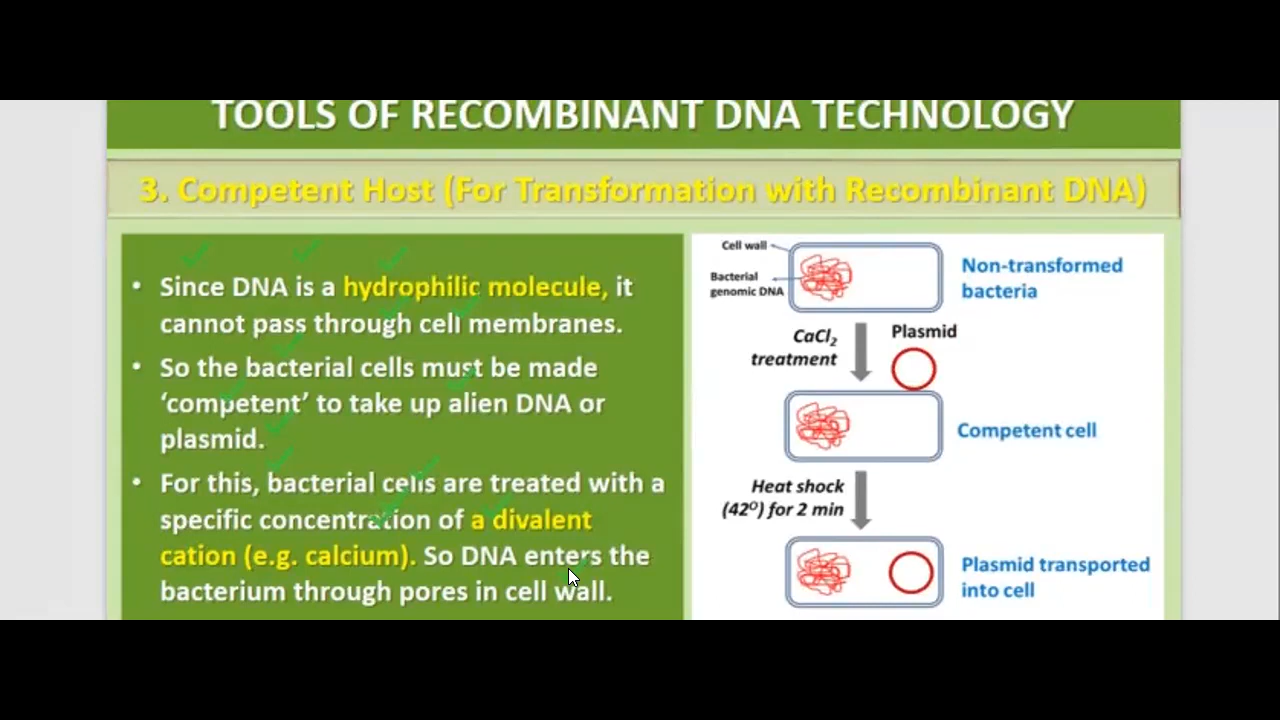 TOOLS OF RECOMBINANT DNA TECHNOLOGY
3. Competent Host (For Transformation with Recombinant DNA)
• Since DNA is a hydrophilic molecule, it
cannot pass through cell membranes.
• So the bacterial cells must be made
‘competent’ to take up alien DNA or
plasmid.
• For this, bacterial cells are treated with a
specific concentration of a divalent
cation (e.g. calcium). So DNA enters the
bacterium through pores in cell wall.
Cell wall
Bacterial
genomic DNA
Non-transformed
bacteria
CaCl₂
treatment
Plasmid
Competent cell
Heat shock
(42⁰) for 2 min
Plasmid transported
into cell